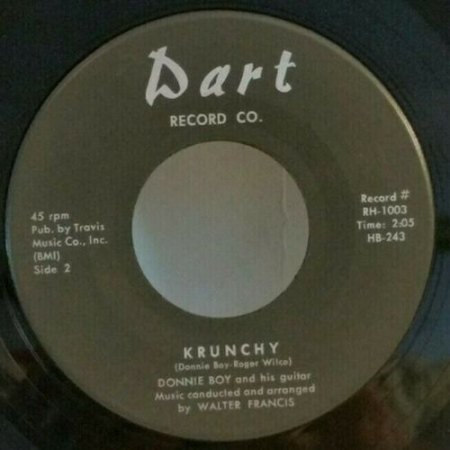 Dart
RECORD CO.
45 rpm
Pub. by Travis
Music Co., Inc.
(BMI)
Side 2
Record #
RH-1003
Time: 2:05
HB-243
KRUNCHY
(Donnie Boy-Roger Wilco)
DONNIE BOY and his guitar
Music conducted and arranged
by WALTER FRANCIS